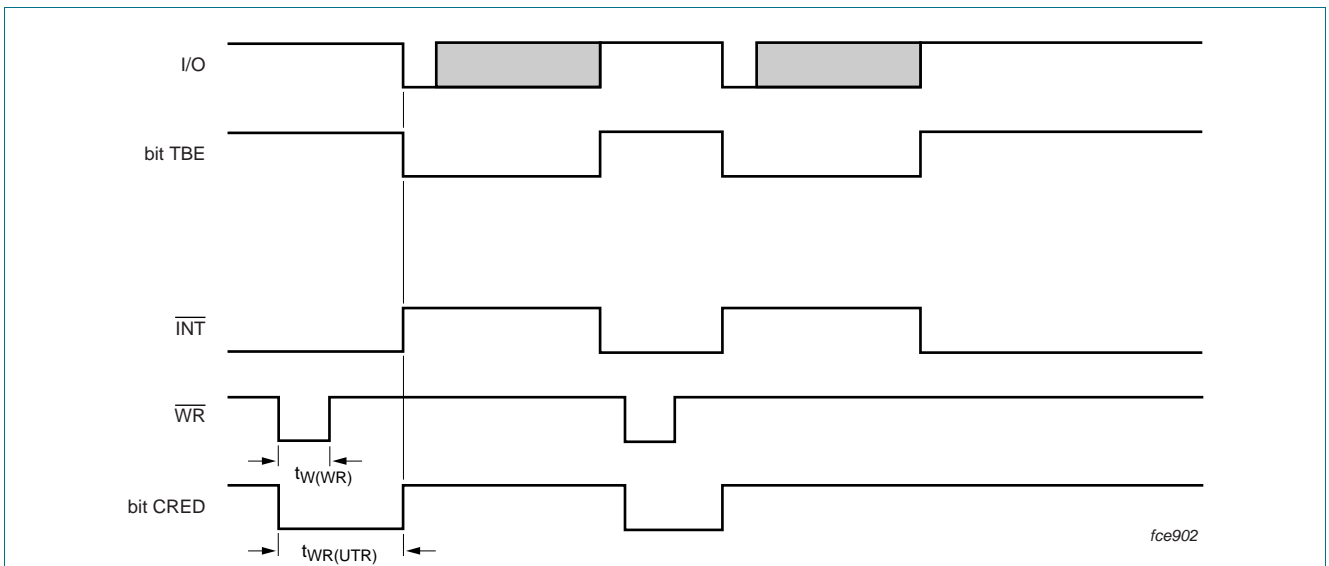 I/O
bit TBE
INT
WR
tW(WR)
bit CRED
tWR(UTR)
fce902